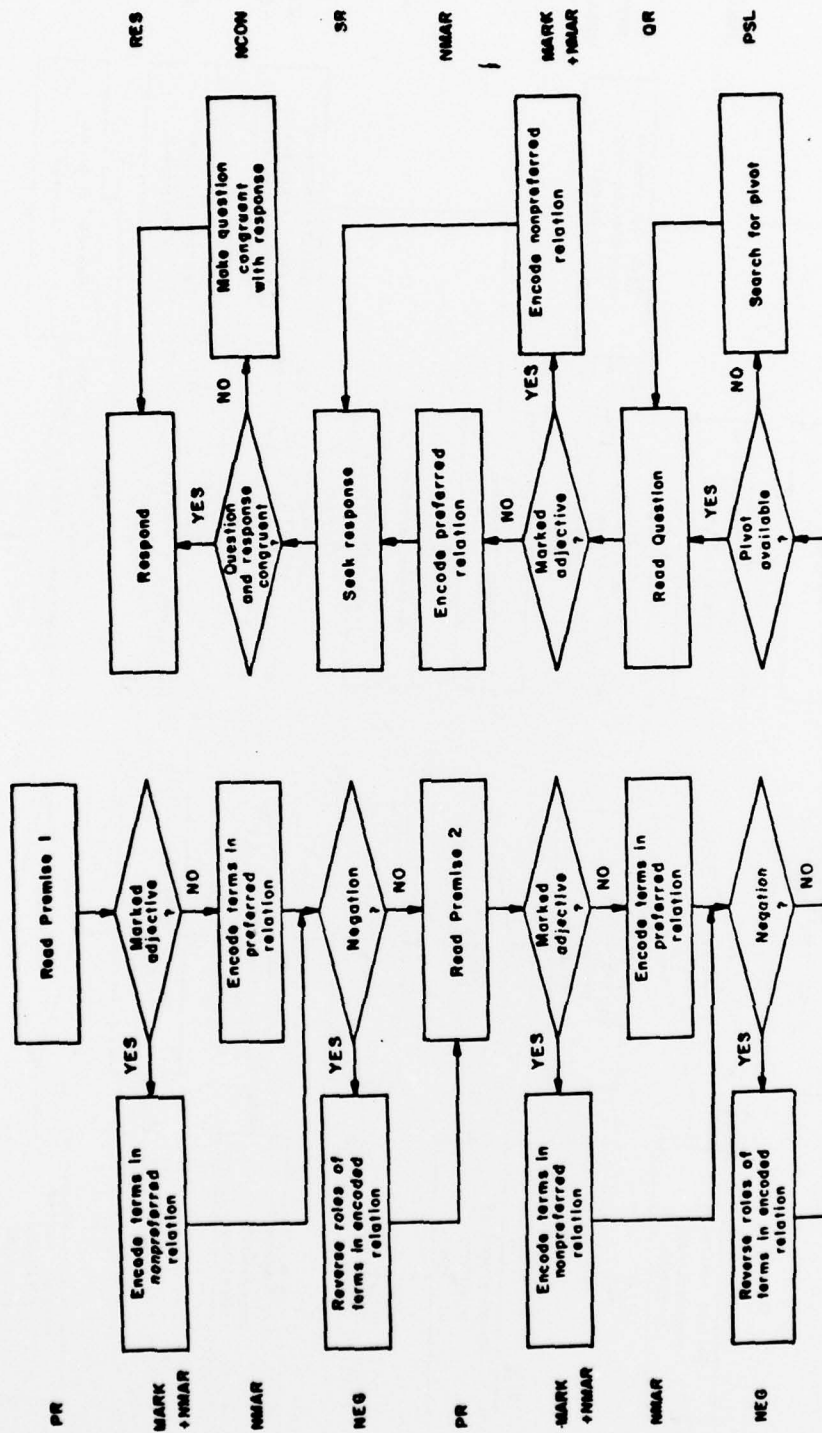 PR
Read Premise 1
MARK
+NMAR
Encode terms in
nonpreferred
relation
YES
Marked
adjective
?
NO
NMAR
Encode terms in
preferred
relation
NEG
Reverse roles of
terms in encoded
relation
YES
Negation
?
NO
PR
Read Premise 2
MARK
+NMAR
Encode terms in
nonpreferred
relation
YES
Marked
adjective
?
NO
NMAR
Encode terms in
preferred
relation
NEG
Reverse roles of
terms in encoded
relation
YES
Negation
?
NO
Respond
RES
YES
Question
and response
congruent
?
NO
Make question
congruent
with response
NCON
Seek response
SR
Encode preferred
relation
NMAR
NO
Marked
adjective
?
YES
Encode nonpreferred
relation
MARK
+NMAR
Read Question
QR
YES
Pivot
available
?
NO
Search for pivot
PSL